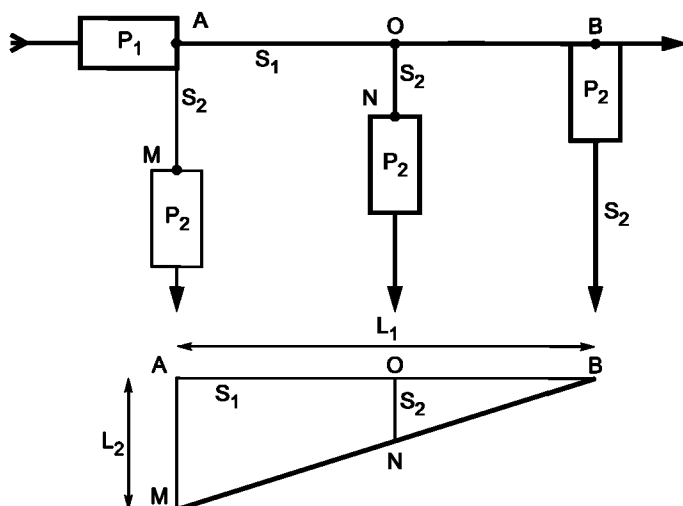 A O B
P₁ S₁ S₂ P₂
S₂ N
M P₂
P₂ S₂
L₁
A O B
S₁ S₂
L₂
N
M